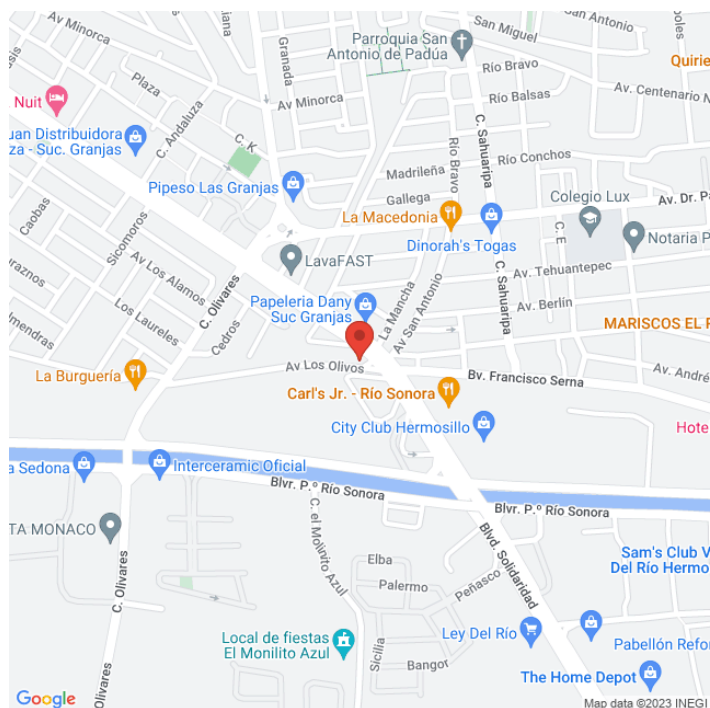 Av Minorca
San Miguel
San Antonio
Parroquia San
Antonio de Padúa
Granada
Río Bravo
Quirie
Av. Centenario N
Plaza
Nuit
Av Minorca
Río Balsas
C. Andaluza
C. K
C. Sahuaripa
uan Distribuidora
za - Suc. Granjas
Río Bravo
Madrileña
Río Conchos
Pipeso Las Granjas
Gallega
Colegio Lux
Av. Dr. Pa
La Macedonia
Caobas
Sicomoros
Dinorah's Togas
C. E
Notaria P
LavaFAST
Av Los Alamos
C. Olivares
C. Sahuaripa
Av. Tehuantepec
uraznos
La Mancha
Av San Antonio
Papeleria Dany
Suc Granjas
Av. Berlín
Los Laureles
Cedros
MARISCOS EL P
mendras
La Burguería
Av Los Olivos
Bv. Francisco Serna
Av. André
Carl's Jr. - Río Sonora
City Club Hermosillo
Hote
a Sedona
Interceramic Oficial
Blvr. P.º Río Sonora
Blvr. P.º Río Sonora
TA MONACO
C. el Molinito Azul
Blvd. Solidaridad
Elba
Sam's Club V
Del Río Hermo
Palermo
Peñasco
C. Olivares
Local de fiestas
El Monilito Azul
Sicilia
Ley Del Río
Pabellón Refor
Bangor
The Home Depot
C. Olivares
Google
Map data ©2023 INEGI